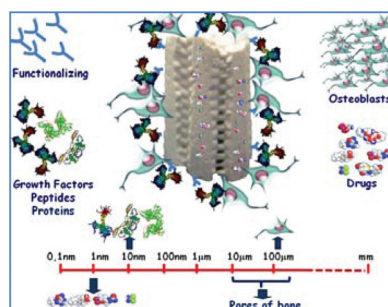 Functionalizing
Osteoblasts
Growth Factors
Peptides
Proteins
Drugs
0,1nm 1nm 10nm 100nm 1μm 10μm 100μm mm
Pores of bone